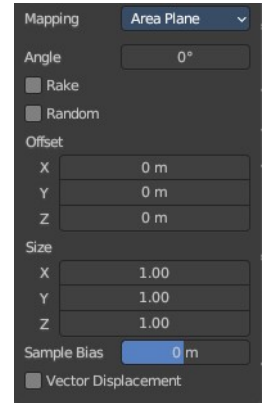 Mapping Area Plane
Angle 0°
Rake
Random
Offset
X 0 m
Y 0 m
Z 0 m
Size
X 1.00
Y 1.00
Z 1.00
Sample Bias 0 m
Vector Displacement